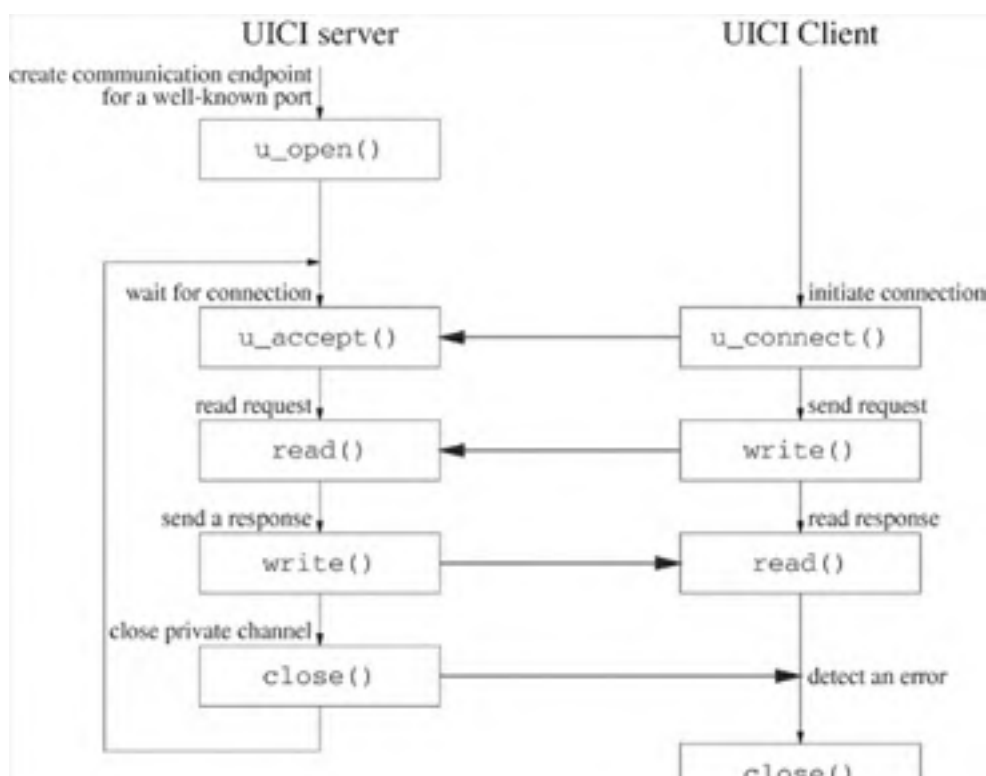 UICI server
UICI Client
create communication endpoint
for a well-known port
u_open()
wait for connection
initiate connection
u_accept()
u_connect()
read request
send request
read()
write()
send a response
read response
write()
read()
close private channel
close()
detect an error
close()